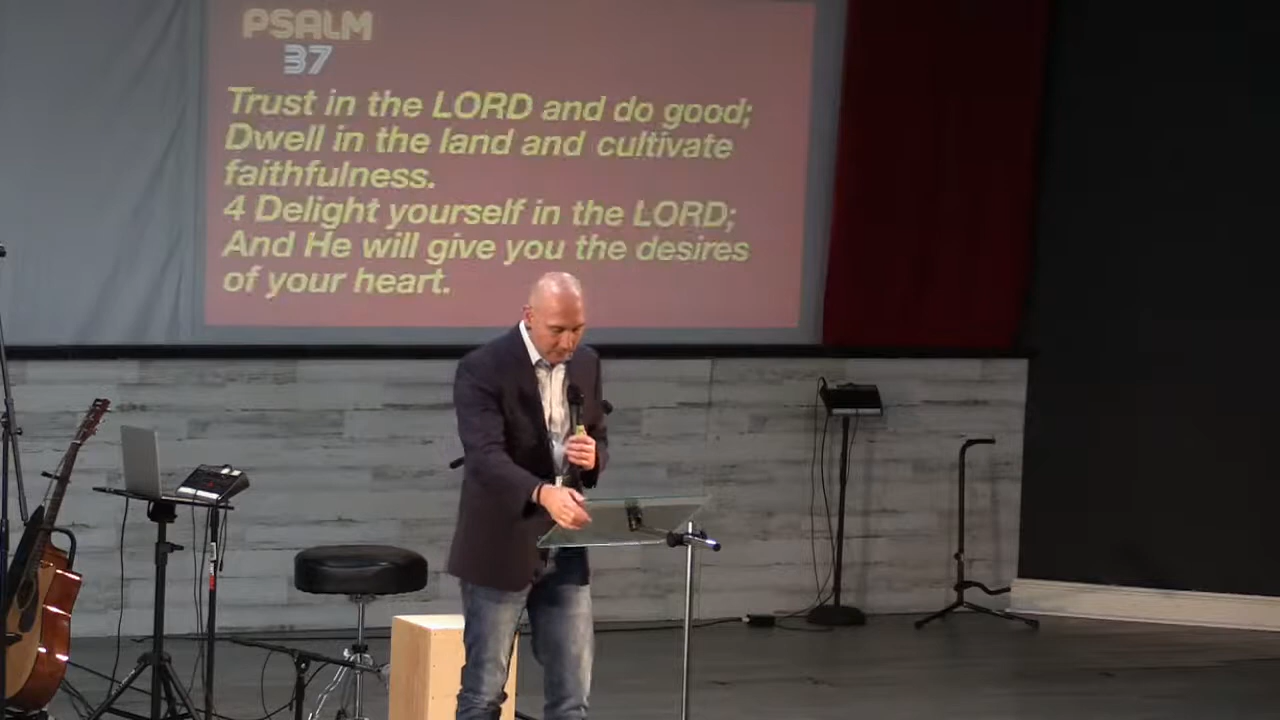 PSALM
37
Trust in the LORD and do good;
Dwell in the land and cultivate
faithfulness.
4 Delight yourself in the LORD;
And He will give you the desires
of your heart.